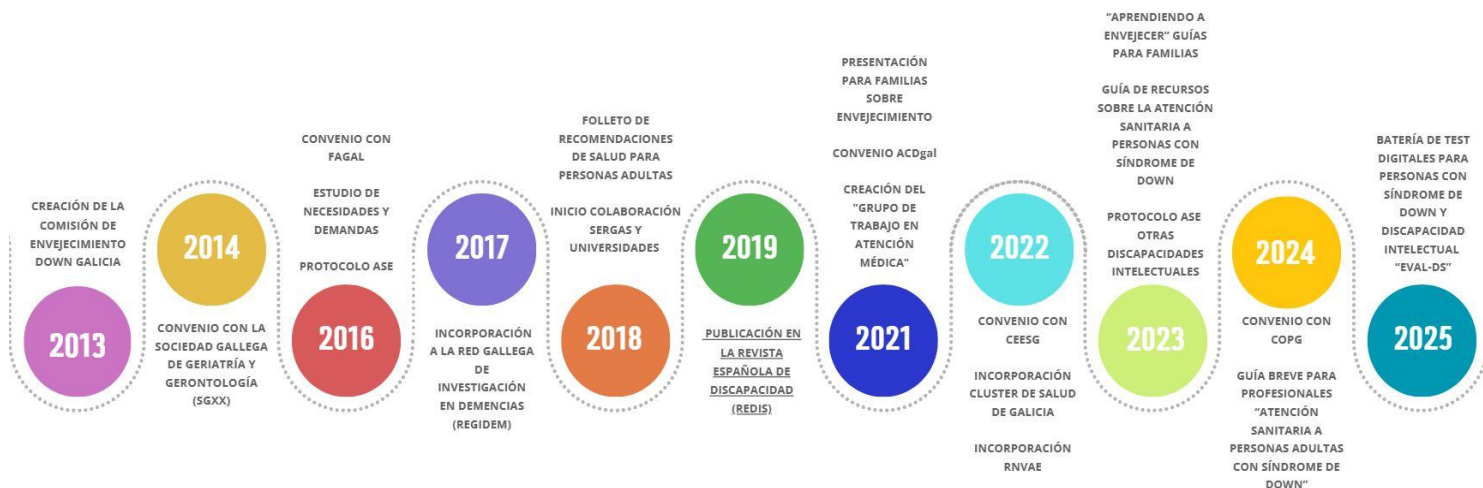 CREACIÓN DE LA
COMISIÓN DE
ENVEJECIMIENTO
DOWN GALICIA
2013
2014
CONVENIO CON LA
SOCIEDAD GALLEGA
DE GERIATRÍA Y
GERONTOLOGÍA
(SGXX)
CONVENIO CON
FAGAL
ESTUDIO DE
NECESIDADES Y
DEMANDAS
PROTOCOLO ASE
2016
2017
INCORPORACIÓN
A LA RED GALLEGA
DE
INVESTIGACIÓN
EN DEMENCIAS
(REGIDEM)
FOLLETO DE
RECOMENDACIONES
DE SALUD PARA
PERSONAS ADULTAS
INICIO COLABORACIÓN
SERGAS Y
UNIVERSIDADES
2018
2019
PUBLICACIÓN EN
LA REVISTA
ESPAÑOLA DE
DISCAPACIDAD
(REDIS)
PRESENTACIÓN
PARA FAMILIAS
SOBRE
ENVEJECIMIENTO
CONVENIO ACDgal
CREACIÓN DEL
"GRUPO DE
TRABAJO EN
ATENCIÓN
MÉDICA"
2021
2022
CONVENIO CON
CEESG
INCORPORACIÓN
CLUSTER DE SALUD
DE GALICIA
INCORPORACIÓN
RNVAE
“APRENDIENDO A
ENVEJECER” GUÍAS
PARA FAMILIAS
GUÍA DE RECURSOS
SOBRE LA ATENCIÓN
SANITARIA A
PERSONAS CON
SÍNDROME DE
DOWN
PROTOCOLO ASE
OTRAS
DISCAPACIDADES
INTELECTUALES
2023
2024
CONVENIO CON
COPG
GUÍA BREVE PARA
PROFESIONALES
“ATENCIÓN
SANITARIA A
PERSONAS ADULTAS
CON SÍNDROME DE
DOWN”
BATERÍA DE TEST
DIGITALES PARA
PERSONAS CON
SÍNDROME DE
DOWN Y
DISCAPACIDAD
INTELECTUAL
“EVAL-DS”
2025